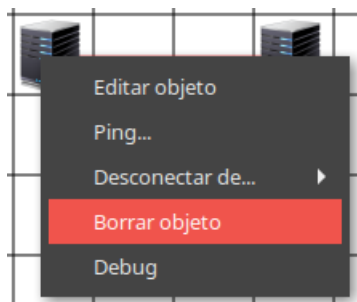 Editar objeto
Ping...
Desconectar de...
Borrar objeto
Debug